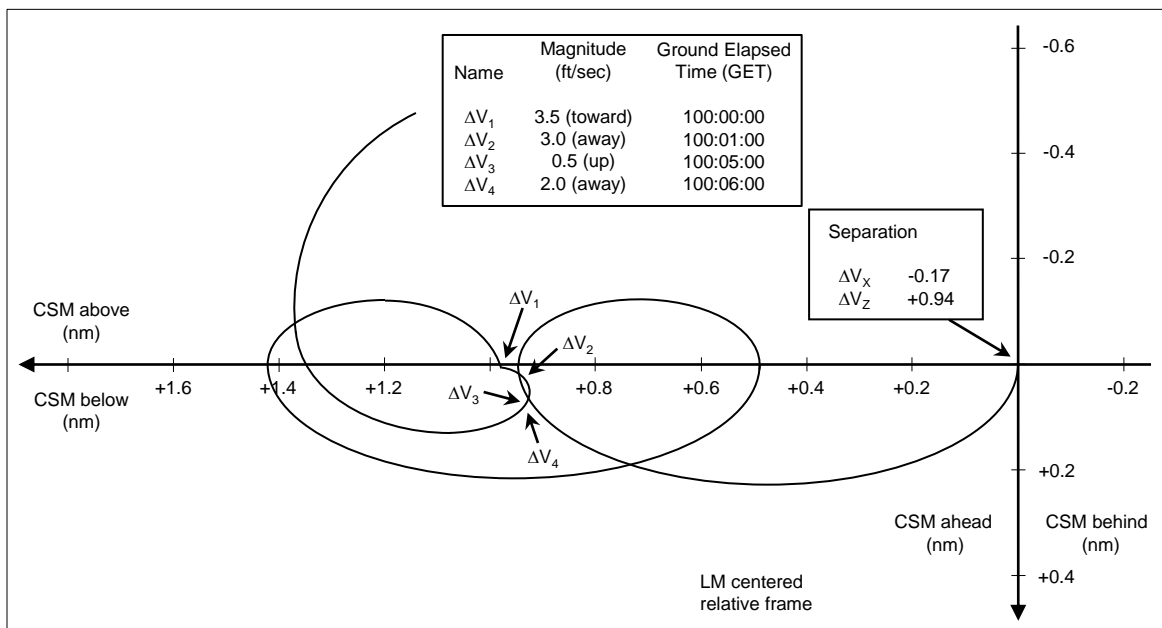 Name Magnitude (ft/sec) Ground Elapsed Time (GET)
ΔV1 3.5 (toward) 100:00:00
ΔV2 3.0 (away) 100:01:00
ΔV3 0.5 (up) 100:05:00
ΔV4 2.0 (away) 100:06:00
-0.6
-0.4
-0.2
Separation
ΔVX -0.17
ΔVZ +0.94
CSM above
(nm)
ΔV1
ΔV2
+1.6 +1.4 +1.2 +0.8 +0.6 +0.4 +0.2 -0.2
CSM below
(nm)
ΔV3
ΔV4
+0.2
CSM ahead
(nm)
CSM behind
(nm)
+0.4
LM centered
relative frame